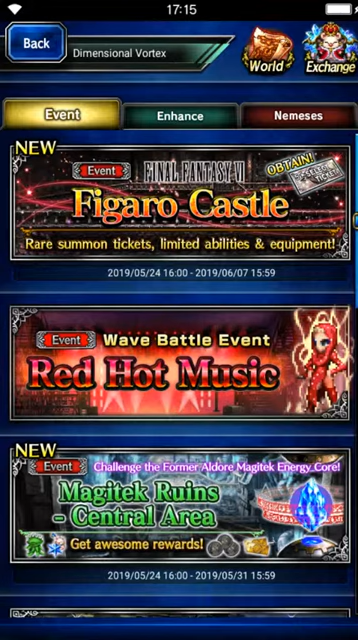 17:15
Back
Dimensional Vortex
World
Exchange
Event
Enhance
Nemeses
NEW
Event
FINAL FANTASY VI
OBTAIN!
Figaro Castle
Rare summon tickets, limited abilities & equipment!
2019/05/24 16:00 - 2019/06/07 15:59
Event
Wave Battle Event
Red Hot Music
NEW
Event
Challenge the Former Aldore Magitek Energy Core!
Magitek Ruins
- Central Area
Get awesome rewards!
2019/05/24 16:00 - 2019/05/31 15:59